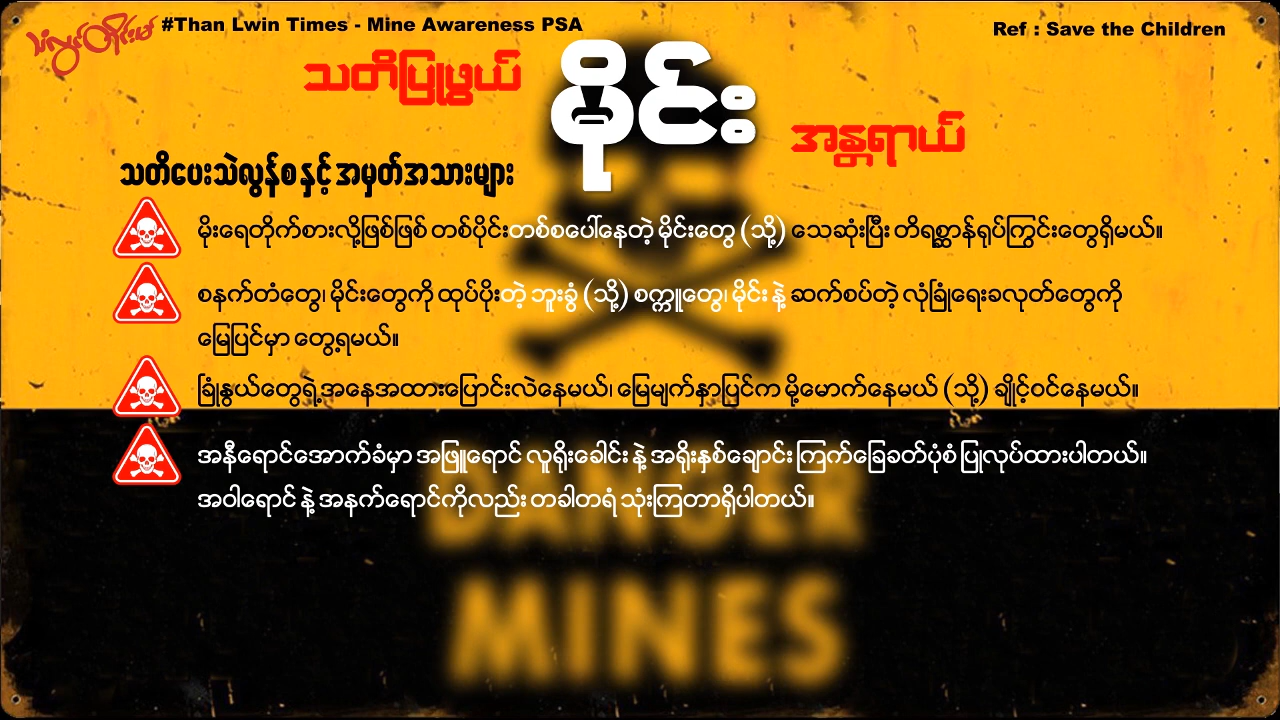 သံလွင်တိုင်းမ်
#Than Lwin Times - Mine Awareness PSA
Ref : Save the Children
သတိပြုဖွယ်
မိုင်း
အန္တရာယ်
သတိပေးသဲလွန်စ နှင့် အမှတ်အသားများ
မိုးရေတိုက်စားလို့ဖြစ်ဖြစ် တစ်ပိုင်းတစ်စပေါ်နေတဲ့ မိုင်းတွေ (သို့) သေဆုံးပြီး တိရစ္ဆာန်ရုပ်ကြွင်းတွေရှိမယ်။
စနက်တံတွေ၊ မိုင်းတွေကို ထုပ်ပိုးတဲ့ ဘူးခွံ (သို့) စက္ကူတွေ၊ မိုင်း နဲ့ ဆက်စပ်တဲ့ လုံခြုံရေးခလုတ်တွေကို
မြေပြင်မှာ တွေ့ရမယ်။
ခြုံနွယ်တွေရဲ့အနေအထားပြောင်းလဲနေမယ်၊ မြေမျက်နှာပြင်က မို့မောက်နေမယ် (သို့) ချိုင့်ဝင်နေမယ်။
အနီရောင်အောက်ခံမှာ အဖြူရောင် လူရိုးခေါင်း နဲ့ အရိုးနှစ်ချောင်း ကြက်ခြေခတ်ပုံစံ ပြုလုပ်ထားပါတယ်။
အဝါရောင် နဲ့ အနက်ရောင်ကိုလည်း တခါတရံ သုံးကြတာရှိပါတယ်။
DANGER
MINES